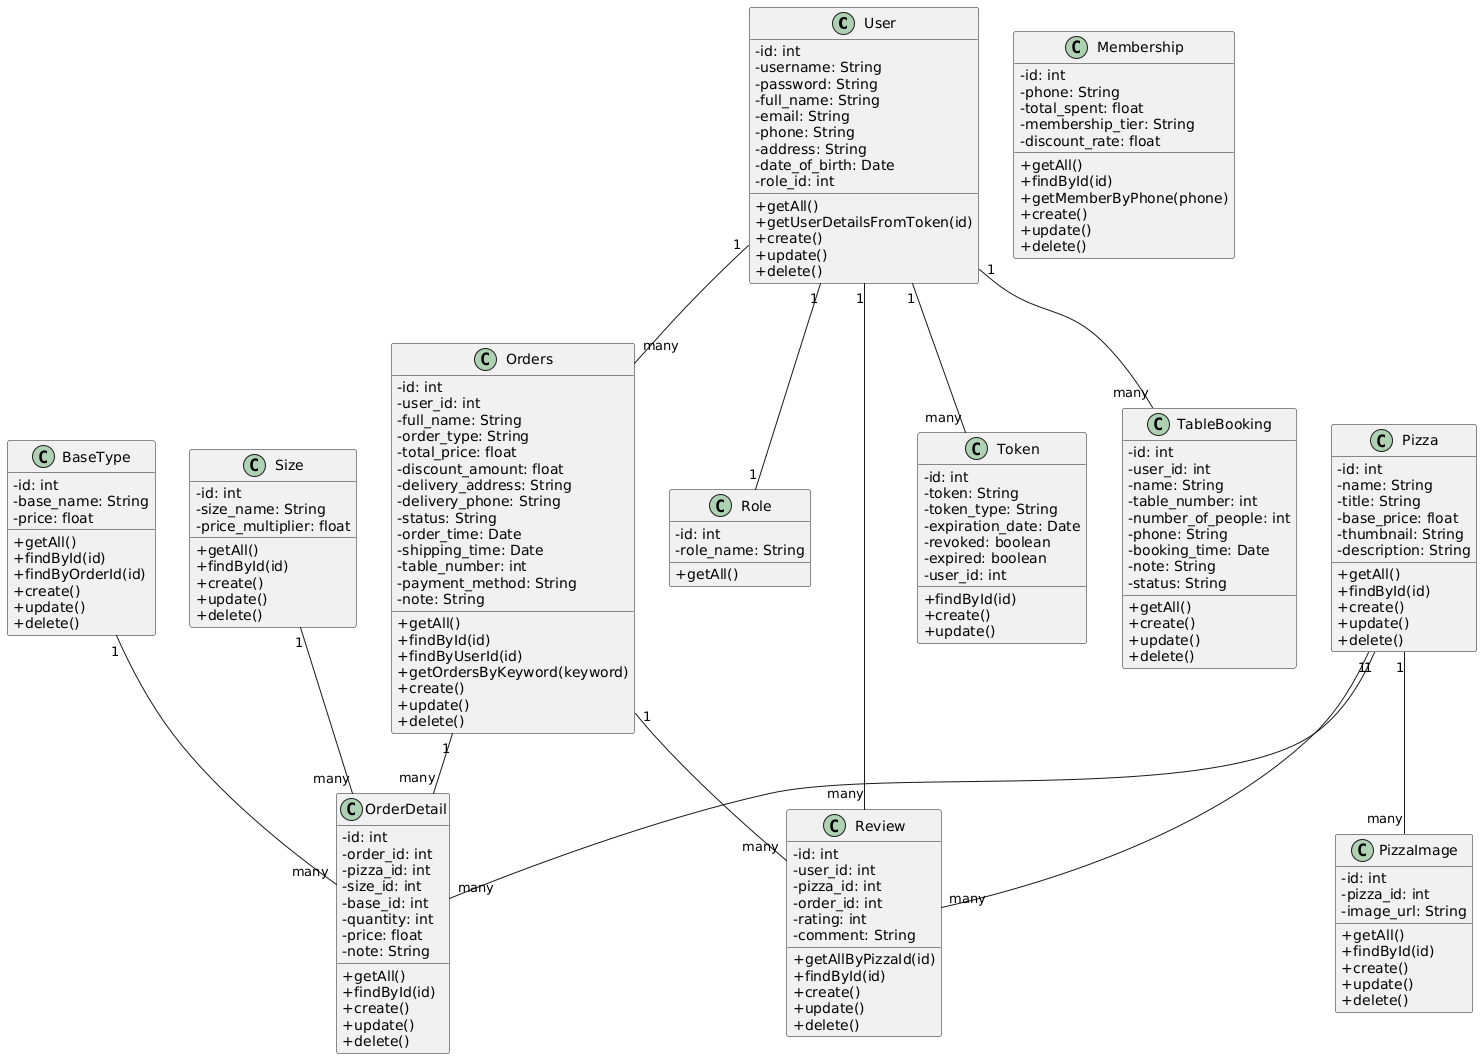 C User
-id: int
-username: String
-password: String
-full_name: String
-email: String
-phone: String
-address: String
-date_of_birth: Date
-role_id: int
+getAll()
+getUserDetailsFromToken(id)
+create()
+update()
+delete()
C Membership
-id: int
-phone: String
-total_spent: float
-membership_tier: String
-discount_rate: float
+getAll()
+findById(id)
+getMemberByPhone(phone)
+create()
+update()
+delete()
1
many
1
1
1
many
1
many
1
many
C Orders
-id: int
-user_id: int
-full_name: String
-order_type: String
-total_price: float
-discount_amount: float
-delivery_address: String
-delivery_phone: String
-status: String
-order_time: Date
-shipping_time: Date
-table_number: int
-payment_method: String
-note: String
+getAll()
+findById(id)
+findByUserId(id)
+getOrdersByKeyword(keyword)
+create()
+update()
+delete()
C BaseType
-id: int
-base_name: String
-price: float
+getAll()
+findById(id)
+findByOrderId(id)
+create()
+update()
+delete()
C Size
-id: int
-size_name: String
-price_multiplier: float
+getAll()
+findById(id)
+create()
+update()
+delete()
C Role
-id: int
-role_name: String
+getAll()
C Token
-id: int
-token: String
-token_type: String
-expiration_date: Date
-revoked: boolean
-expired: boolean
-user_id: int
+findById(id)
+create()
+update()
C TableBooking
-id: int
-user_id: int
-name: String
-table_number: int
-number_of_people: int
-phone: String
-booking_time: Date
-note: String
-status: String
+getAll()
+create()
+update()
+delete()
C Pizza
-id: int
-name: String
-title: String
-base_price: float
-thumbnail: String
-description: String
+getAll()
+findById(id)
+create()
+update()
+delete()
1
many
1
many
1
many
1
many
1
many
1
many
1
many
C OrderDetail
-id: int
-order_id: int
-pizza_id: int
-size_id: int
-base_id: int
-quantity: int
-price: float
-note: String
+getAll()
+findById(id)
+create()
+update()
+delete()
C Review
-id: int
-user_id: int
-pizza_id: int
-order_id: int
-rating: int
-comment: String
+getAllByPizzaId(id)
+findById(id)
+create()
+update()
+delete()
C PizzaImage
-id: int
-pizza_id: int
-image_url: String
+getAll()
+findById(id)
+create()
+update()
+delete()